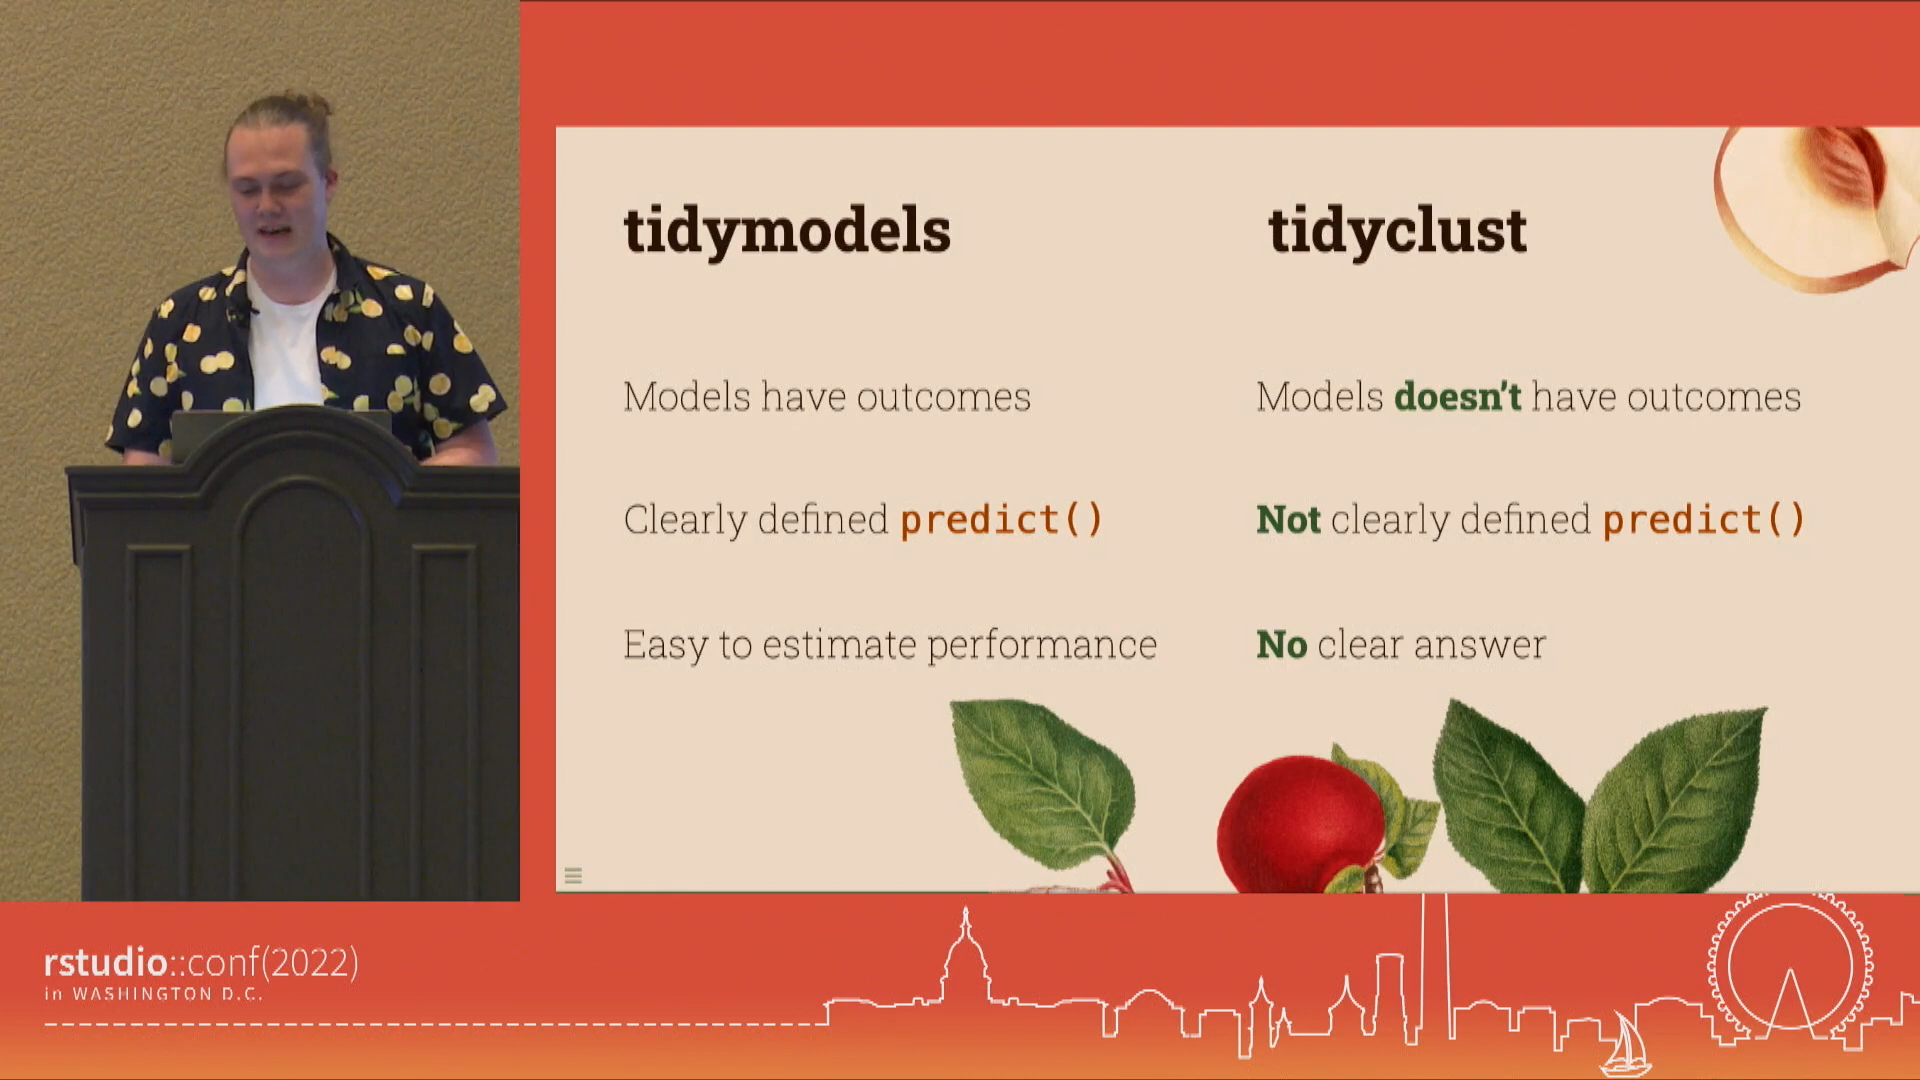 tidymodels
tidyclust
Models have outcomes
Models doesn't have outcomes
Clearly defined predict()
Not clearly defined predict()
Easy to estimate performance
No clear answer
rstudio::conf(2022)
in WASHINGTON D.C.